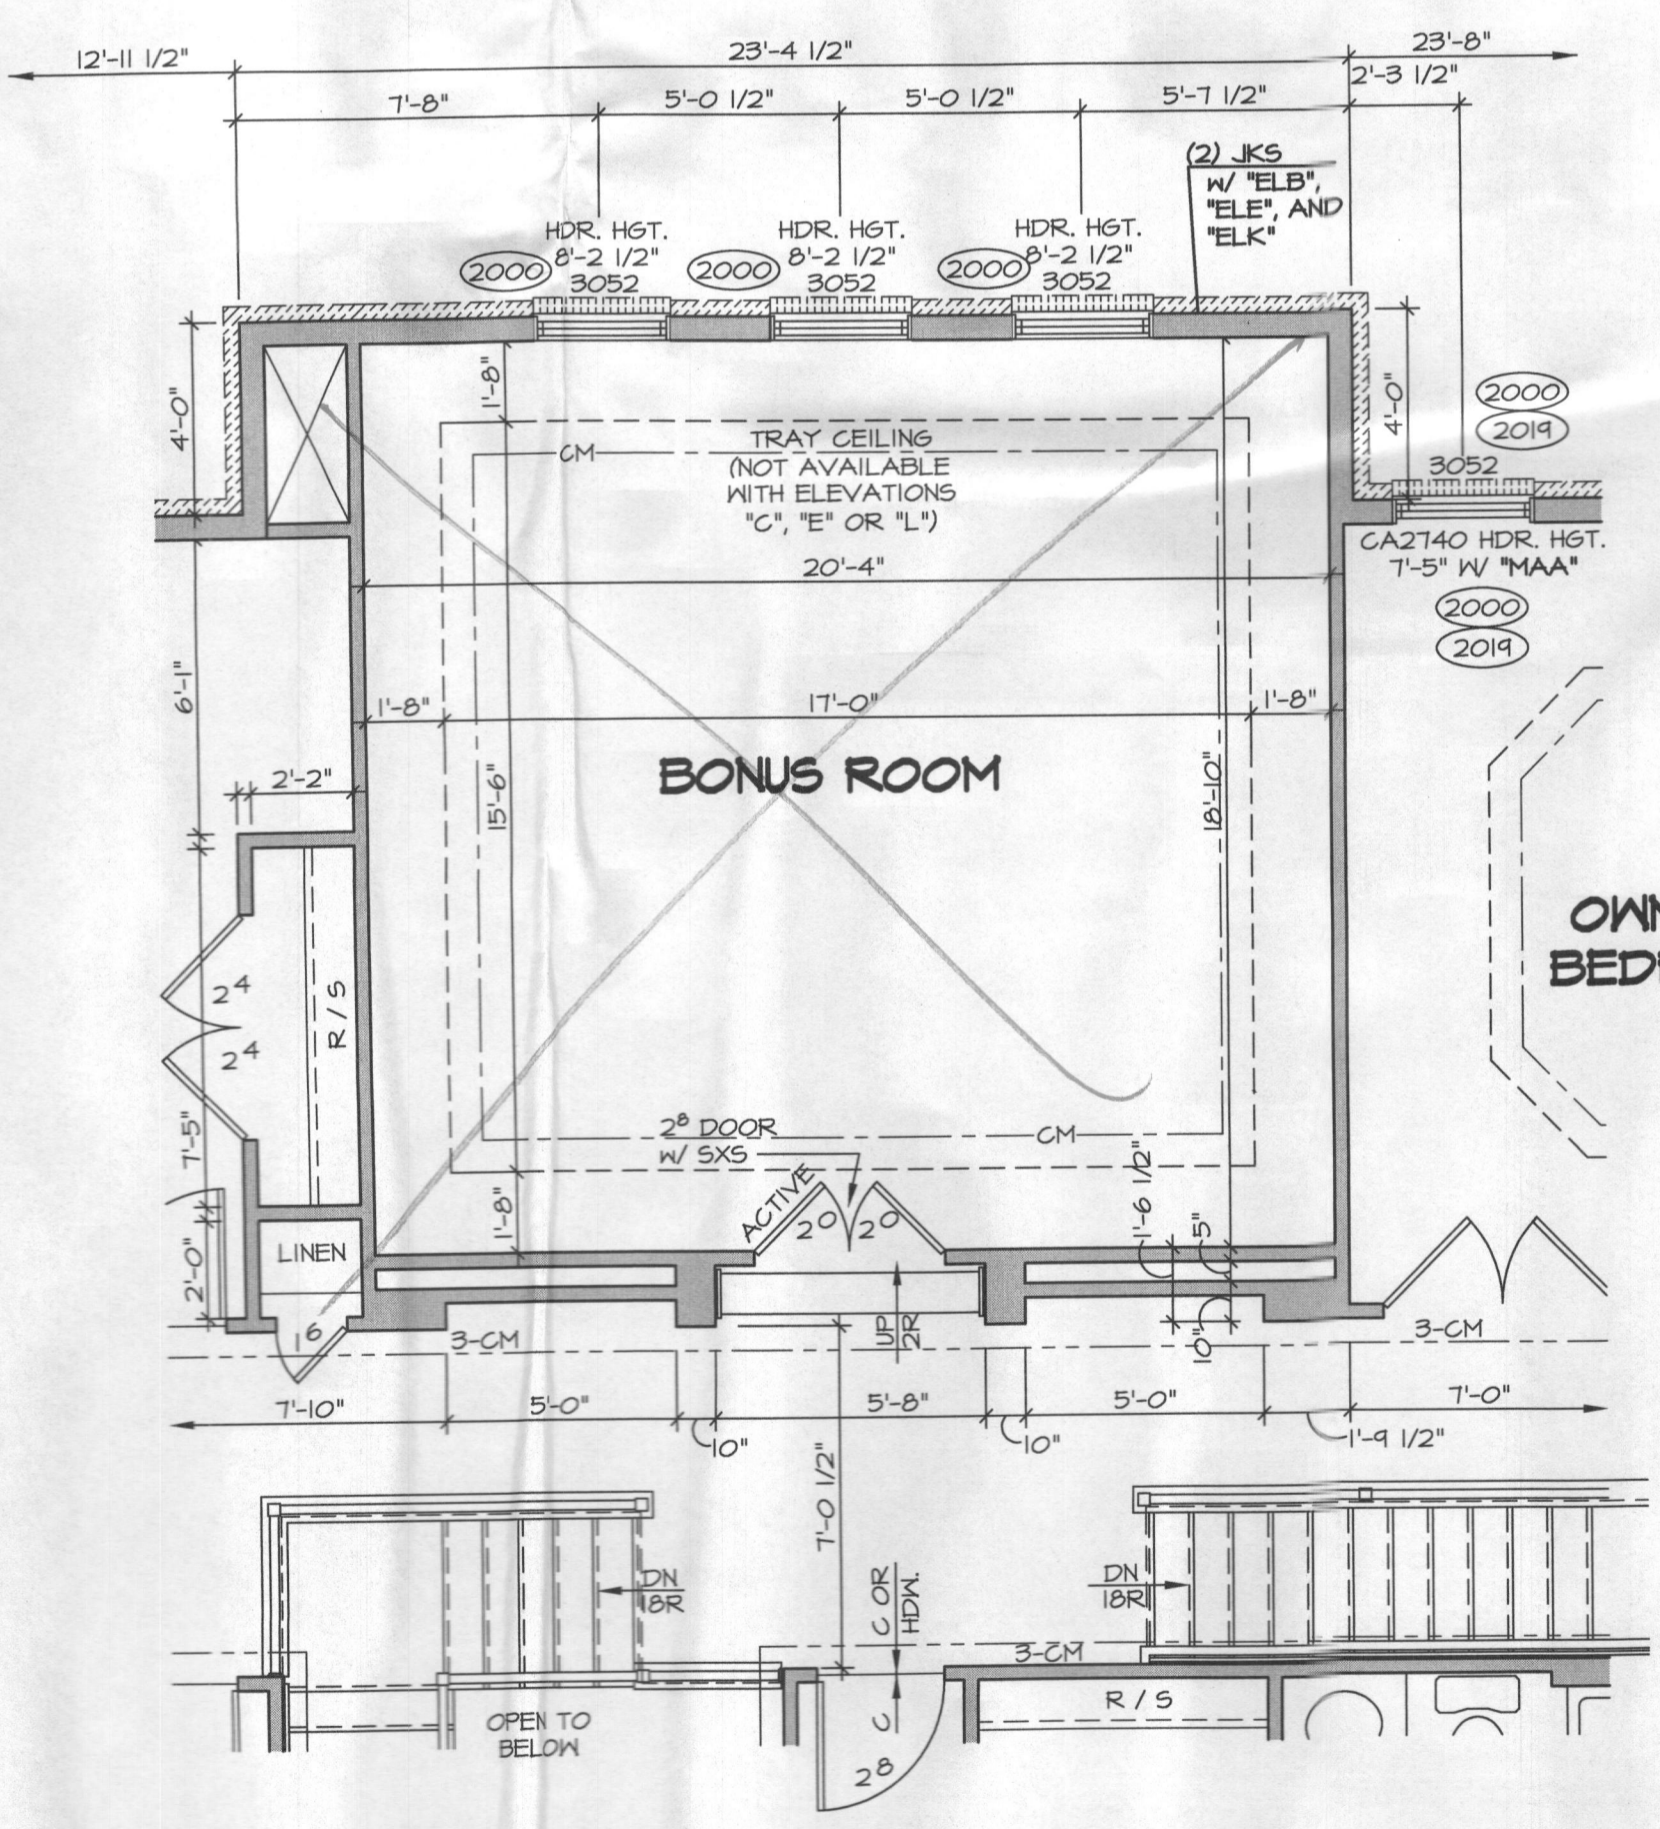 12'-11 1/2"
23'-4 1/2"
23'-8"
2'-3 1/2"
7'-8"
5'-0 1/2"
5'-0 1/2"
5'-7 1/2"
(2) JKS
W/ "ELB",
"ELE", AND
"ELK"
HDR. HGT.
8'-2 1/2"
3052
2000
HDR. HGT.
8'-2 1/2"
3052
2000
HDR. HGT.
8'-2 1/2"
3052
2000
4'-0"
1'-8"
4'-0"
2000
2019
3052
CA2740 HDR. HGT.
7'-5" W/ "MAA"
2000
2019
CM
TRAY CEILING
(NOT AVAILABLE
WITH ELEVATIONS
"C", "E" OR "L")
20'-4"
6'-1"
1'-8"
17'-0"
1'-8"
BONUS ROOM
2'-2"
15'-6"
18'-10"
OWN
BED
24
24
R / S
7'-5"
28 DOOR
W/ SXS
CM
ACTIVE
20
20
1'-8"
1'-6 1/2"
5"
10"
LINEN
2'-0"
16
UP
2R
3-CM
3-CM
7'-10"
5'-0"
10"
5'-8"
10"
5'-0"
1'-9 1/2"
7'-0"
7'-0 1/2"
DN
18R
DN
18R
C OR
HDW.
C
3-CM
R / S
OPEN TO
BELOW
28